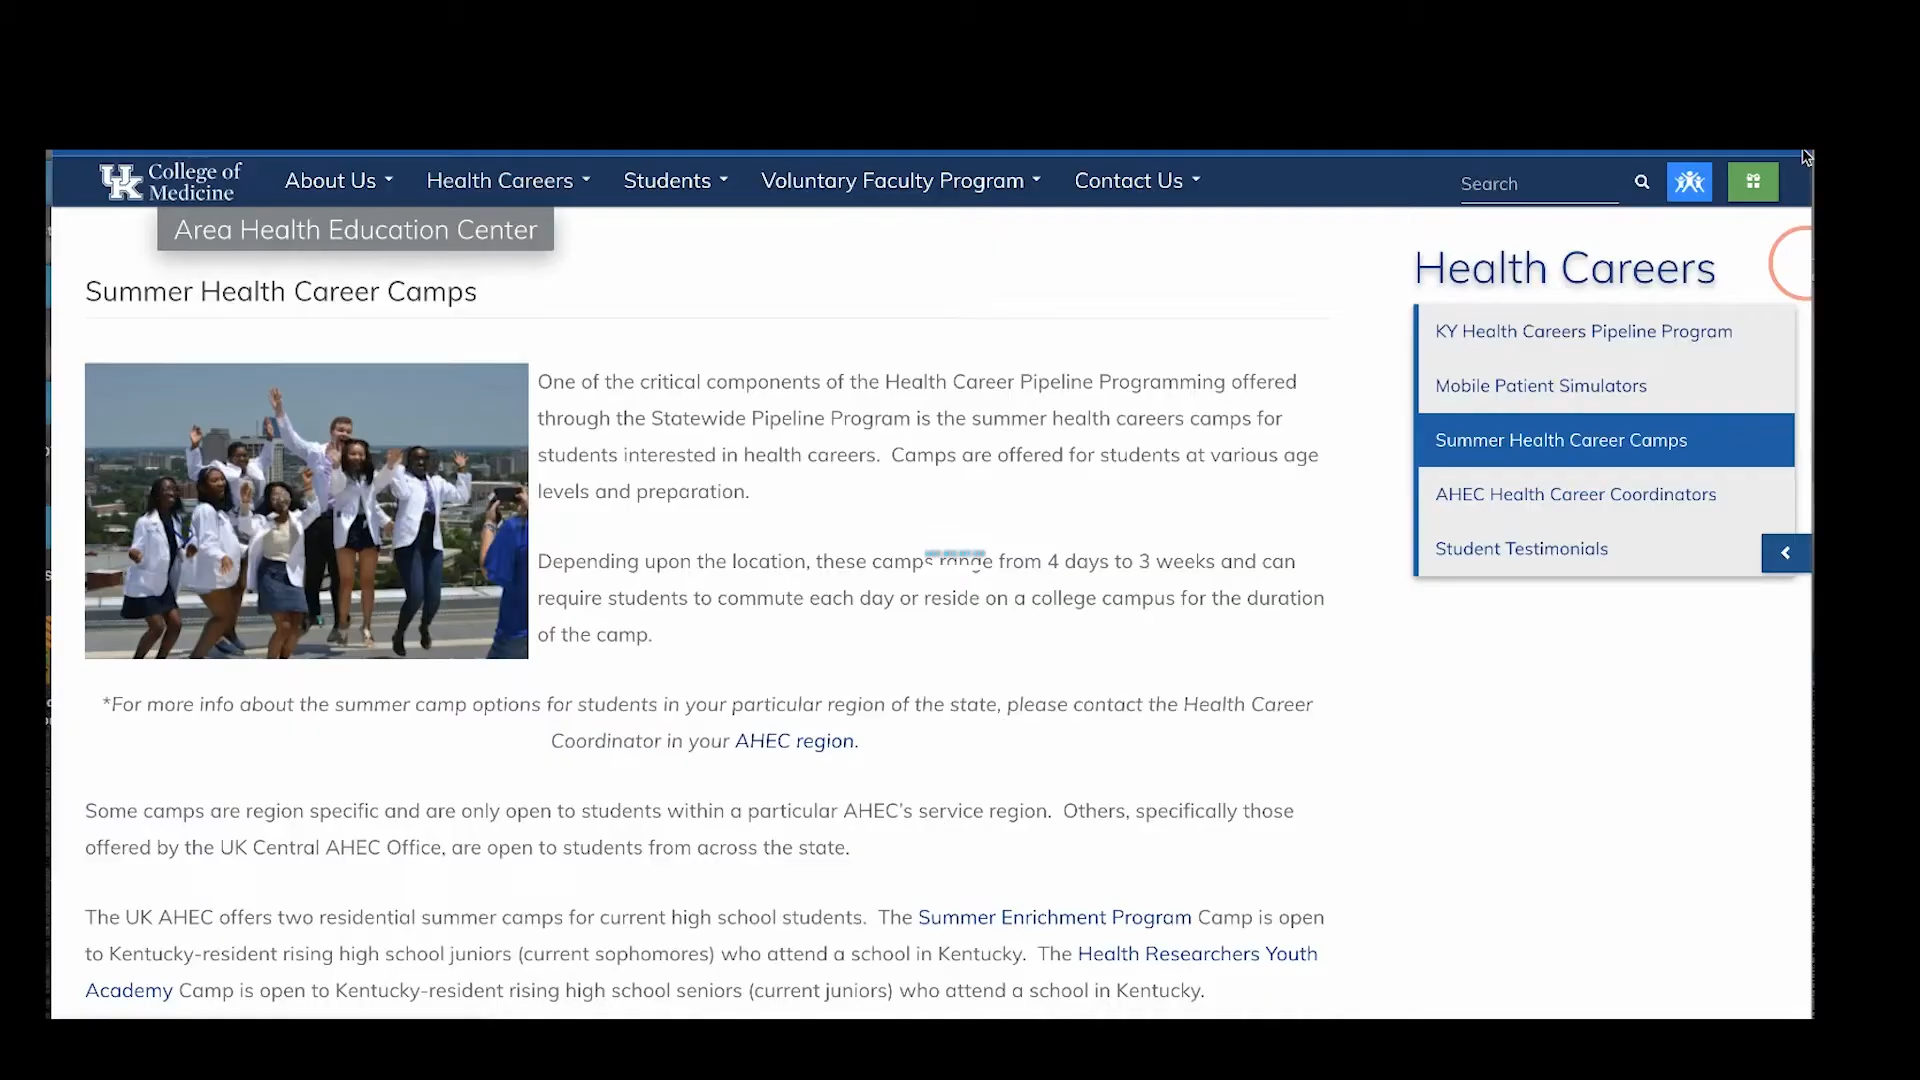 UK College of Medicine
About Us
Health Careers
Students
Voluntary Faculty Program
Contact Us
Search
Area Health Education Center
Summer Health Career Camps
One of the critical components of the Health Career Pipeline Programming offered
through the Statewide Pipeline Program is the summer health careers camps for
students interested in health careers. Camps are offered for students at various age
levels and preparation.
Depending upon the location, these camps range from 4 days to 3 weeks and can
require students to commute each day or reside on a college campus for the duration
of the camp.
*For more info about the summer camp options for students in your particular region of the state, please contact the Health Career
Coordinator in your AHEC region.
Some camps are region specific and are only open to students within a particular AHEC's service region. Others, specifically those
offered by the UK Central AHEC Office, are open to students from across the state.
The UK AHEC offers two residential summer camps for current high school students. The Summer Enrichment Program Camp is open
to Kentucky-resident rising high school juniors (current sophomores) who attend a school in Kentucky. The Health Researchers Youth
Academy Camp is open to Kentucky-resident rising high school seniors (current juniors) who attend a school in Kentucky.
Health Careers
KY Health Careers Pipeline Program
Mobile Patient Simulators
Summer Health Career Camps
AHEC Health Career Coordinators
Student Testimonials